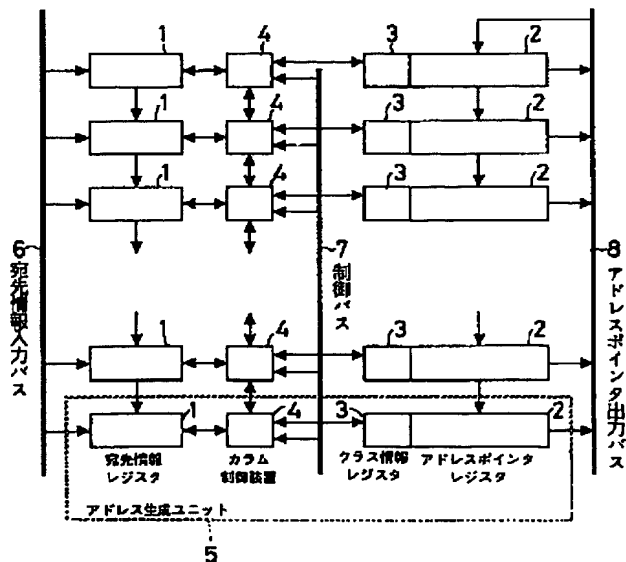 1 4 3 2
1 4 3 2
1 4 3 2
6 宛先情報入力バス
7 制御バス
8 アドレスポインタ出力バス
1 4 3 2
1 4 3 2
宛先情報
レジスタ
カラム
制御装置
クラス情報
レジスタ
アドレスポインタ
レジスタ
アドレス生成ユニット
5